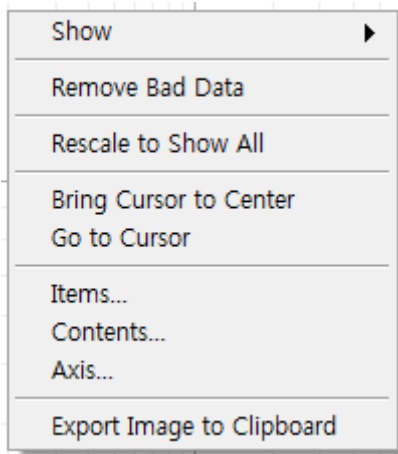 Show
Remove Bad Data
Rescale to Show All
Bring Cursor to Center
Go to Cursor
Items...
Contents...
Axis...
Export Image to Clipboard